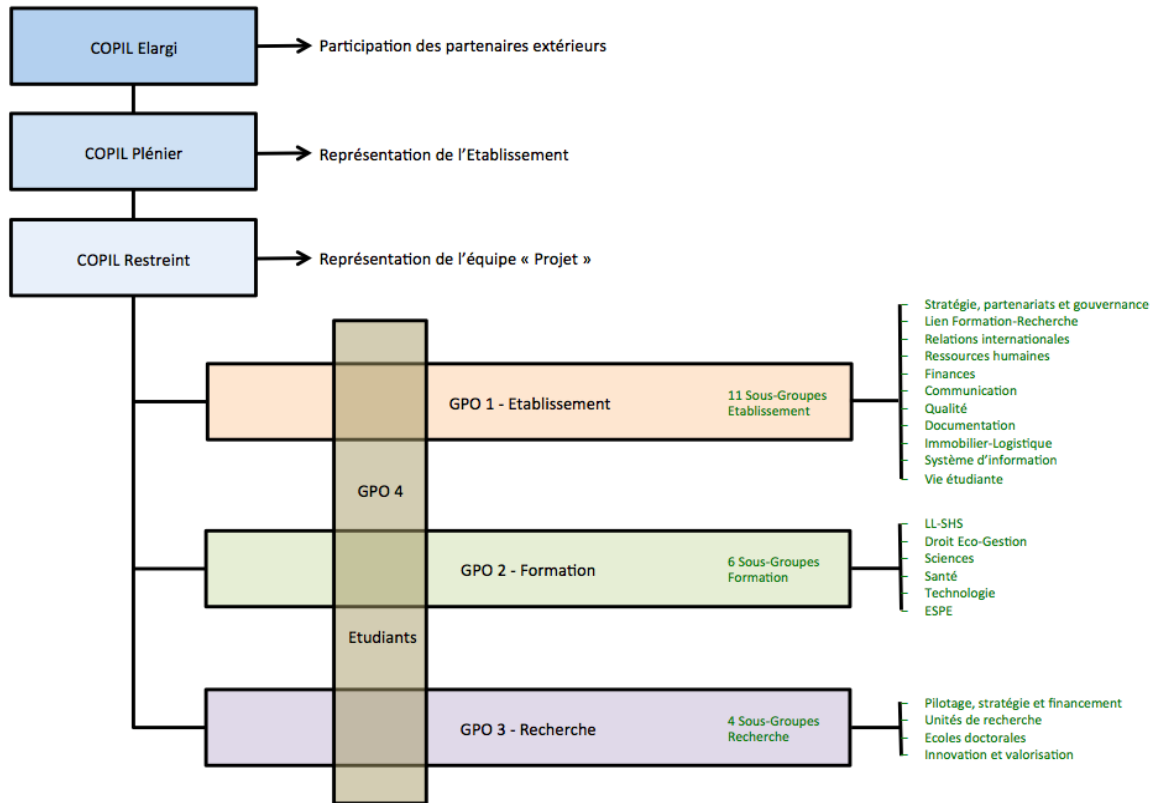 COPIL Elargi
Participation des partenaires extérieurs
COPIL Plénier
Représentation de l’Etablissement
COPIL Restreint
Représentation de l’équipe « Projet »
GPO 1 - Etablissement
11 Sous-Groupes
Etablissement
Stratégie, partenariats et gouvernance
Lien Formation-Recherche
Relations internationales
Ressources humaines
Finances
Communication
Qualité
Documentation
Immobilier-Logistique
Système d’information
Vie étudiante
GPO 4
Etudiants
GPO 2 - Formation
6 Sous-Groupes
Formation
LL-SHS
Droit Eco-Gestion
Sciences
Santé
Technologie
ESPE
GPO 3 - Recherche
4 Sous-Groupes
Recherche
Pilotage, stratégie et financement
Unités de recherche
Ecoles doctorales
Innovation et valorisation